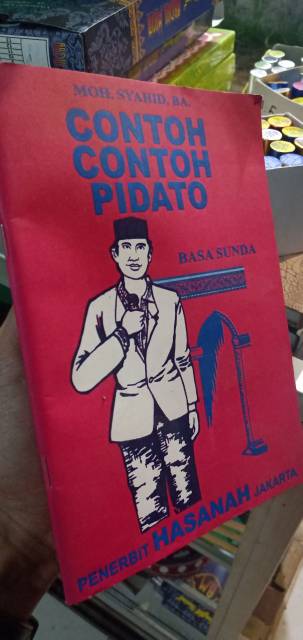 MOH. SYAHID, BA.
CONTOH
CONTOH
PIDATO
BASA SUNDA
PENERBIT HASANAH JAKARTA